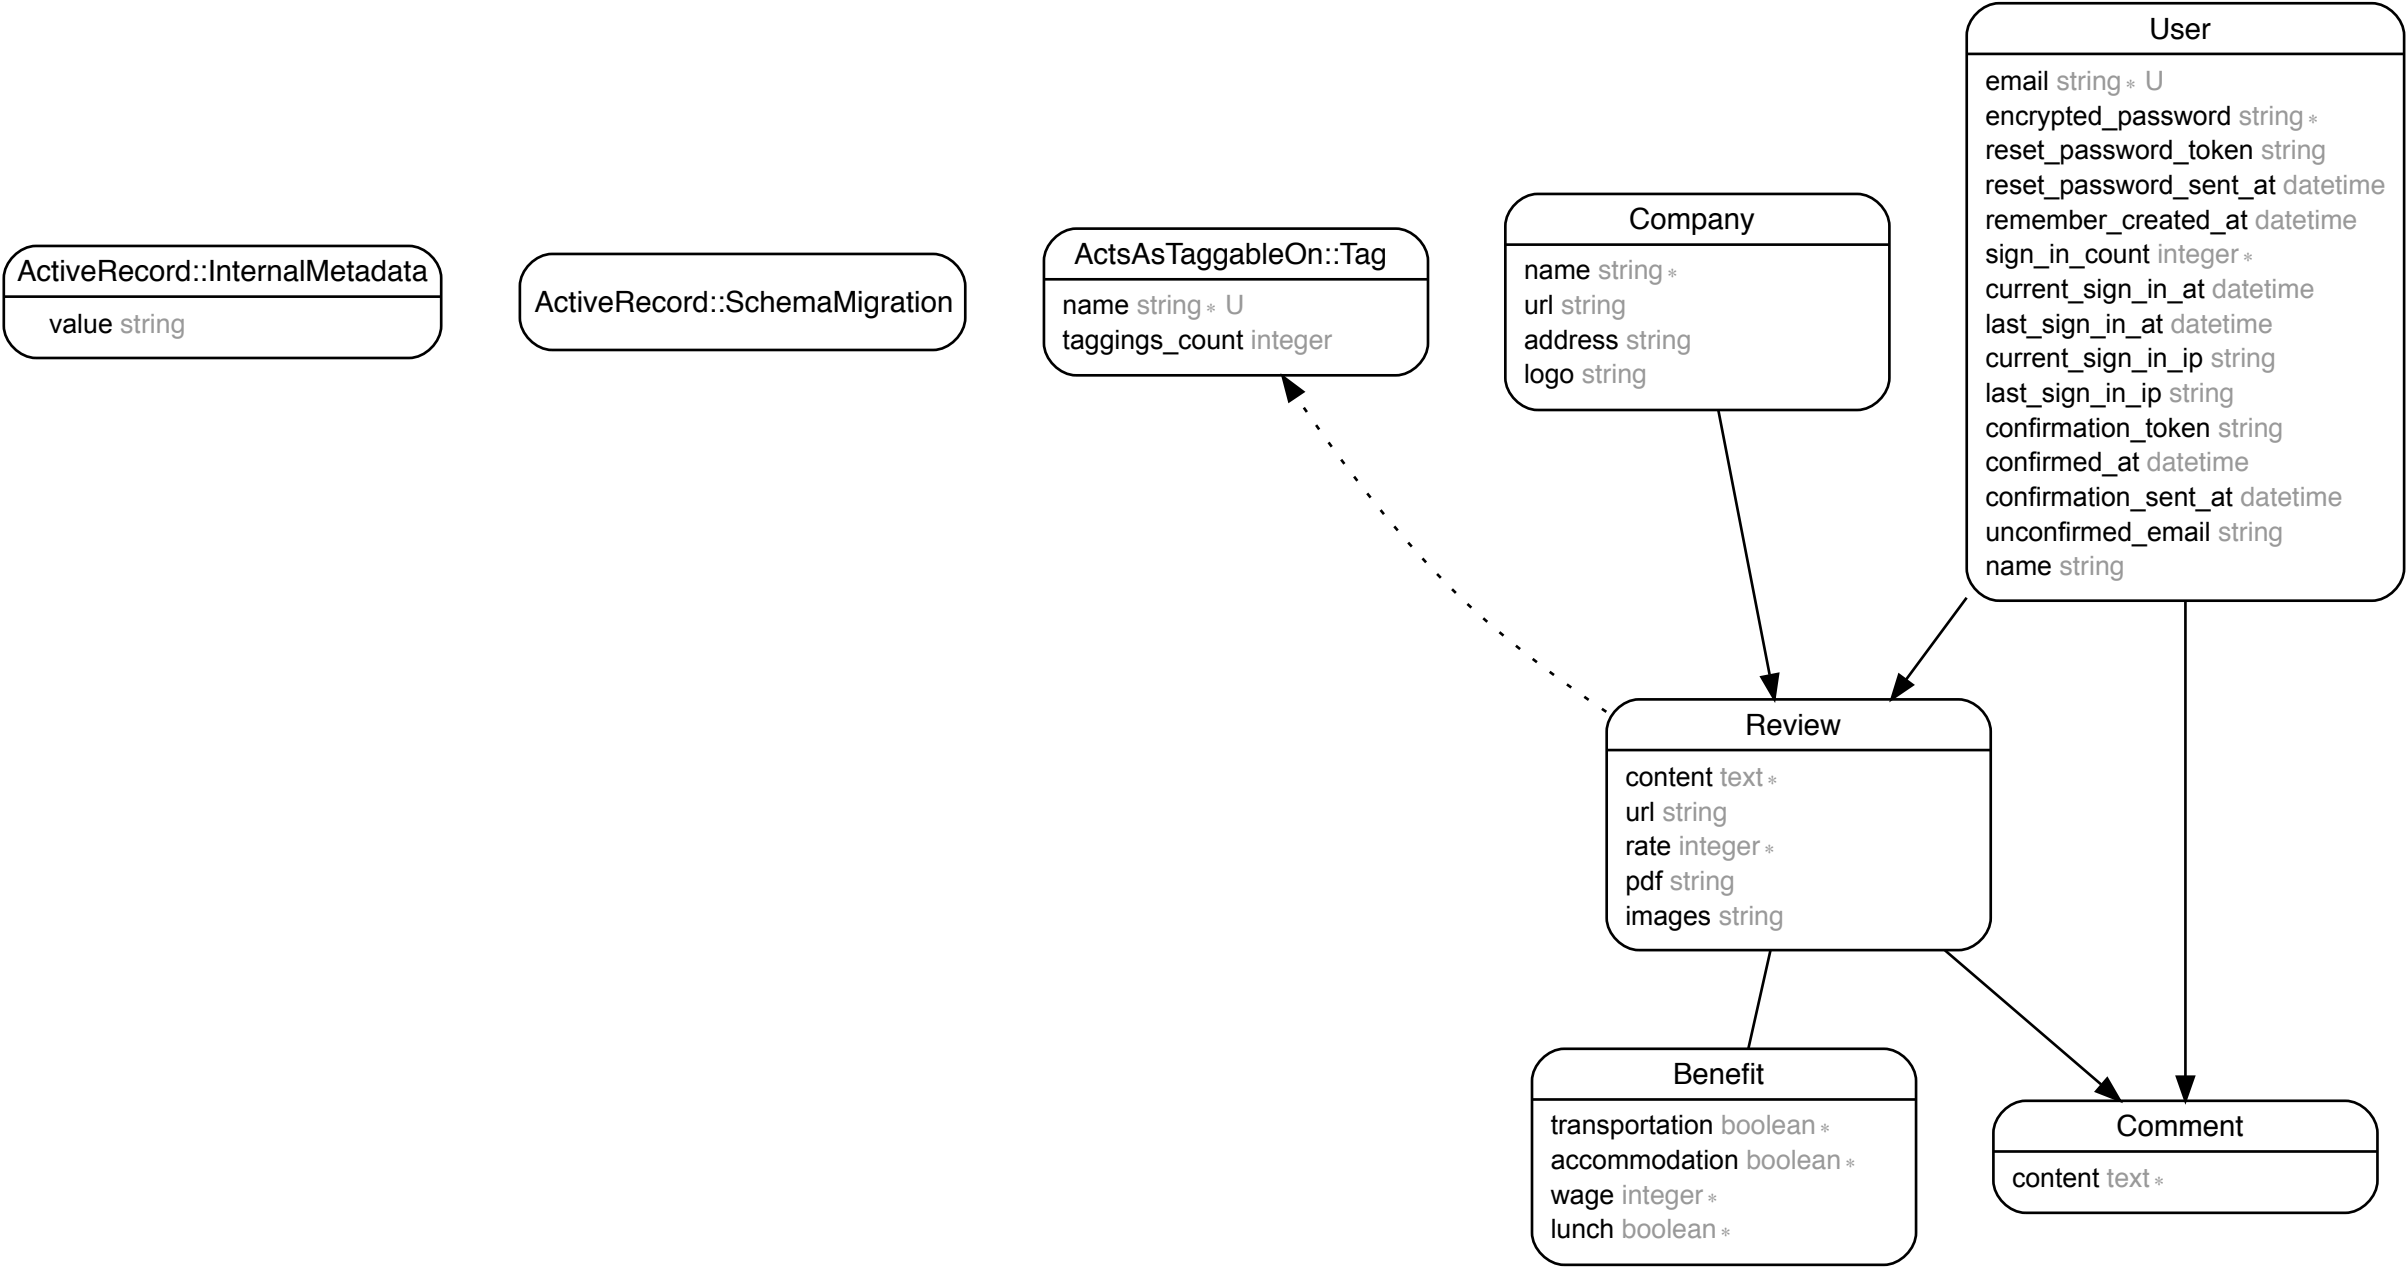 ActiveRecord::InternalMetadata
value string
ActiveRecord::SchemaMigration
ActsAsTaggableOn::Tag
name string * U
taggings_count integer
Company
name string *
url string
address string
logo string
User
email string * U
encrypted_password string *
reset_password_token string
reset_password_sent_at datetime
remember_created_at datetime
sign_in_count integer *
current_sign_in_at datetime
last_sign_in_at datetime
current_sign_in_ip string
last_sign_in_ip string
confirmation_token string
confirmed_at datetime
confirmation_sent_at datetime
unconfirmed_email string
name string
Review
content text *
url string
rate integer *
pdf string
images string
Benefit
transportation boolean *
accommodation boolean *
wage integer *
lunch boolean *
Comment
content text *